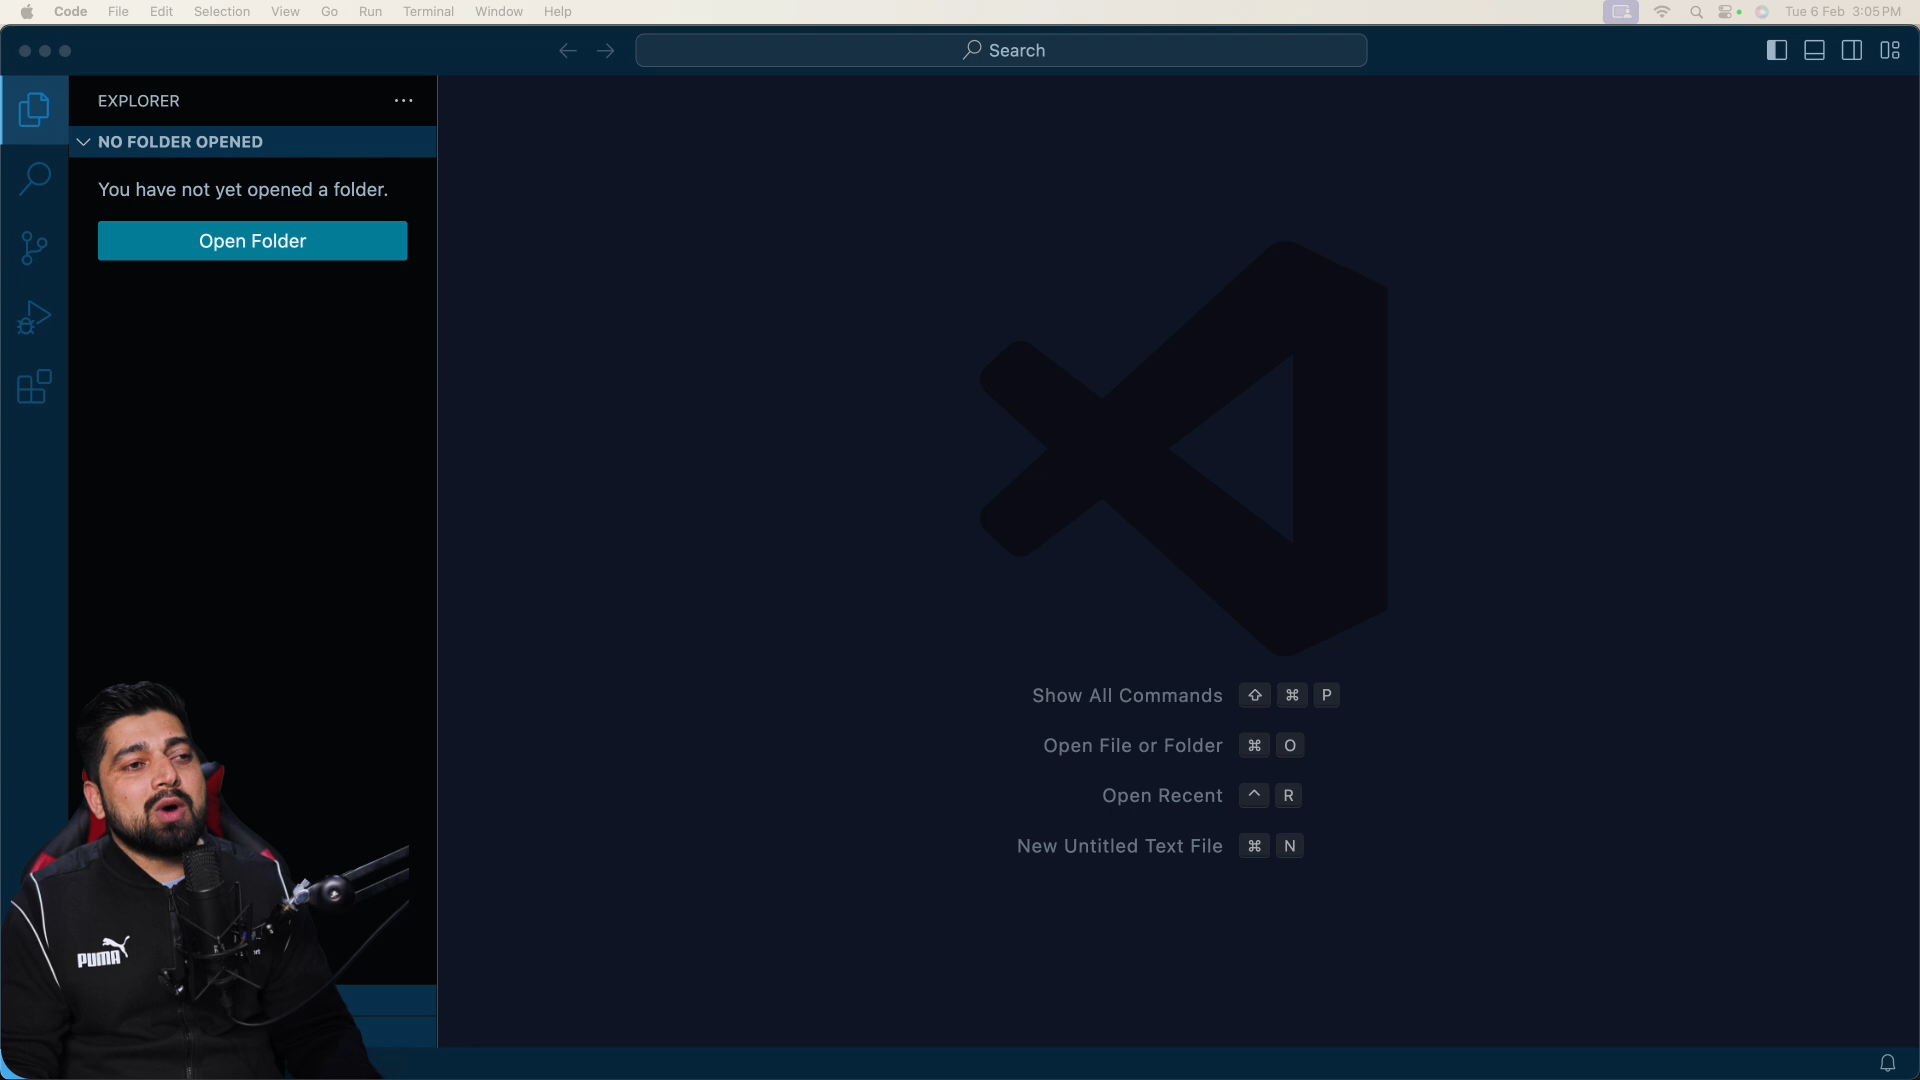 Code File Edit Selection View Go Run Terminal Window Help Tue 6 Feb 3:05 PM
Search
EXPLORER
NO FOLDER OPENED
You have not yet opened a folder.
Open Folder
Show All Commands ⇧ ⌘ P
Open File or Folder ⌘ O
Open Recent ^ R
New Untitled Text File ⌘ N
PUMA